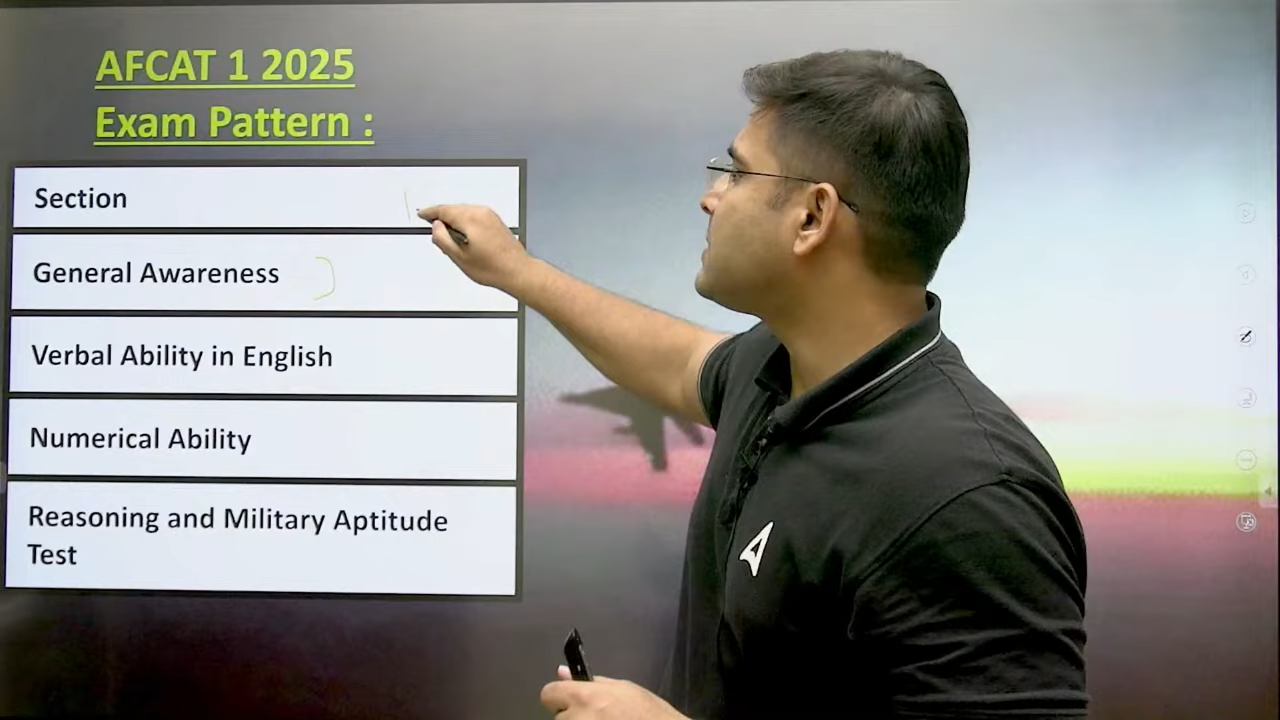 AFCAT 1 2025
Exam Pattern :
Section
General Awareness
Verbal Ability in English
Numerical Ability
Reasoning and Military Aptitude
Test